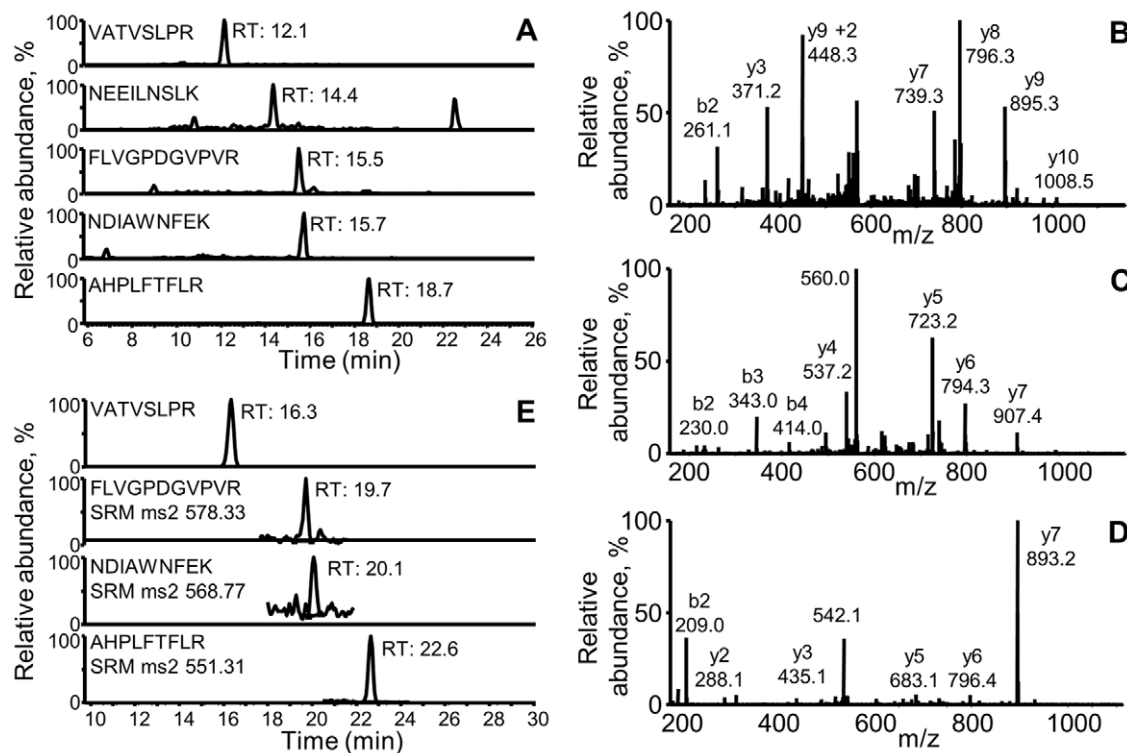 A
Relative abundance, %
100
0
VATVSLPR
RT: 12.1
100
0
NEEILNSLK
RT: 14.4
100
0
FLVGPDGVPVR
RT: 15.5
100
0
NDIAWNFEK
RT: 15.7
100
0
AHPLFTFLR
RT: 18.7
6 8 10 12 14 16 18 20 22 24 26
Time (min)
B
Relative
abundance, %
100
50
0
b2
261.1
y3
371.2
y9 +2
448.3
y7
739.3
y8
796.3
y9
895.3
y10
1008.5
200 400 600 800 1000
m/z
C
Relative
abundance, %
100
50
0
b2
230.0
b3
343.0
b4
414.0
y4
537.2
560.0
y5
723.2
y6
794.3
y7
907.4
200 400 600 800 1000
m/z
E
Relative abundance, %
100
0
VATVSLPR
RT: 16.3
100
0
FLVGPDGVPVR
SRM ms2 578.33
RT: 19.7
100
0
NDIAWNFEK
SRM ms2 568.77
RT: 20.1
100
0
AHPLFTFLR
SRM ms2 551.31
RT: 22.6
10 12 14 16 18 20 22 24 26 28 30
Time (min)
D
Relative
abundance, %
100
50
0
b2
209.0
y2
288.1
y3
435.1
542.1
y5
683.1
y6
796.4
y7
893.2
200 400 600 800 1000
m/z